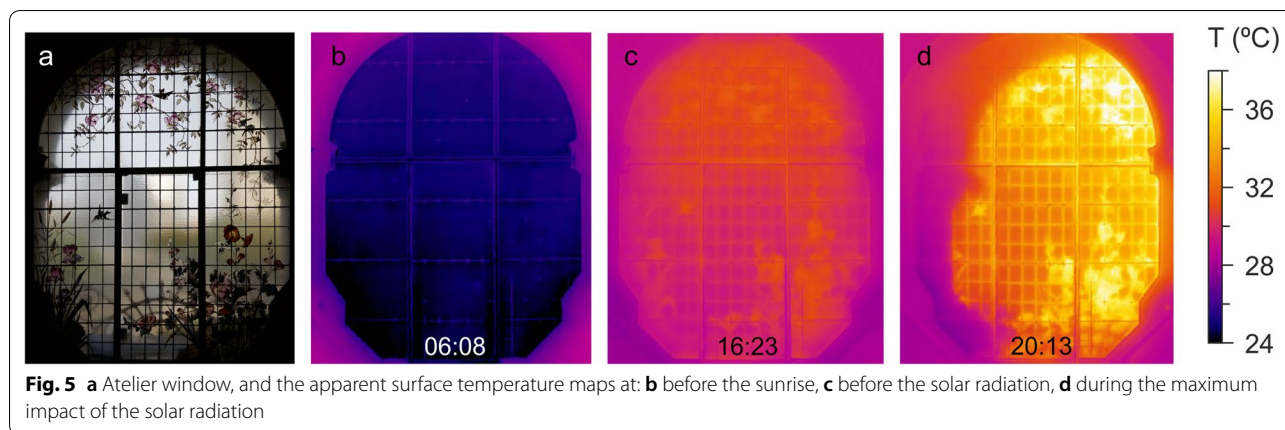 a
b
c
d
T (ºC)
36
32
28
24
06:08
16:23
20:13
Fig. 5 a Atelier window, and the apparent surface temperature maps at: b before the sunrise, c before the solar radiation, d during the maximum
impact of the solar radiation